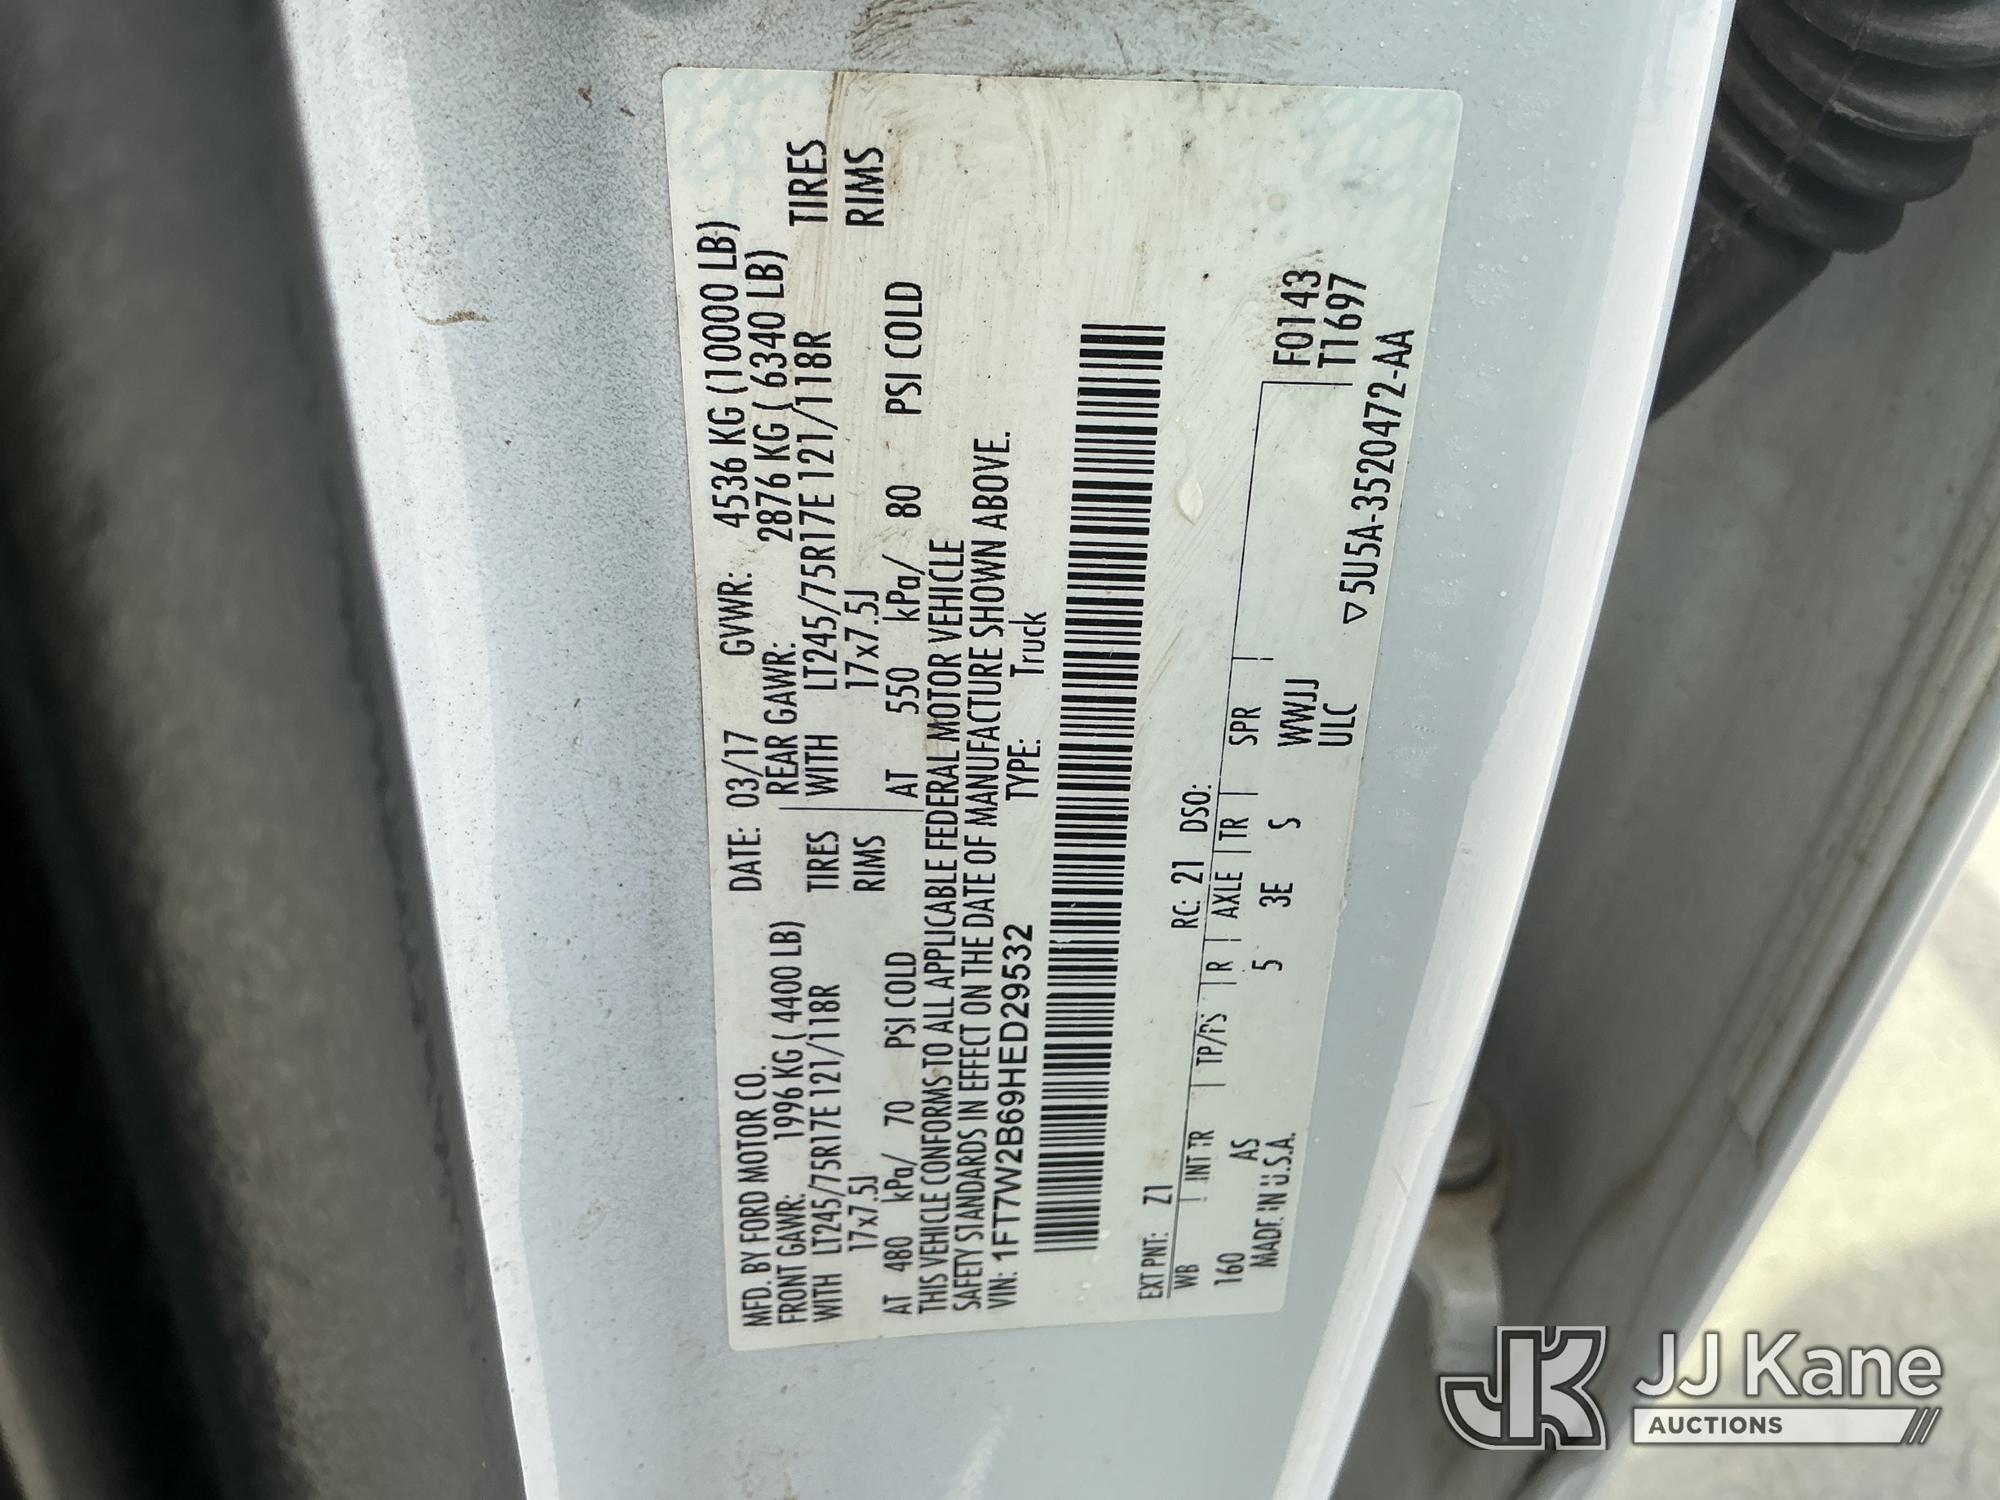 MFD. BY FORD MOTOR CO. DATE: 03/17 GVWR: 4536 KG (10000 LB)
FRONT GAWR: 1996 KG ( 4400 LB) REAR GAWR: 2876 KG ( 6340 LB)
WITH LT245/75R17E 121/118R TIRES WITH LT245/75R17E 121/118R TIRES
17x7.5J RIMS 17x7.5J RIMS
AT 480 kPa/ 70 PSI COLD AT 550 kPa/ 80 PSI COLD
THIS VEHICLE CONFORMS TO ALL APPLICABLE FEDERAL MOTOR VEHICLE
SAFETY STANDARDS IN EFFECT ON THE DATE OF MANUFACTURE SHOWN ABOVE.
VIN: 1FT7W2B69HED29532 TYPE: Truck
EXT PNT: Z1 RC: 21 DSO:
WB INT TR TP/PS R AXLE TR SPR F0143
160 AS 5 3E S WWJJ T1697
MADE IN U.S.A. ULC
▽5U5A-3520472-AA
JK JJ Kane
AUCTIONS